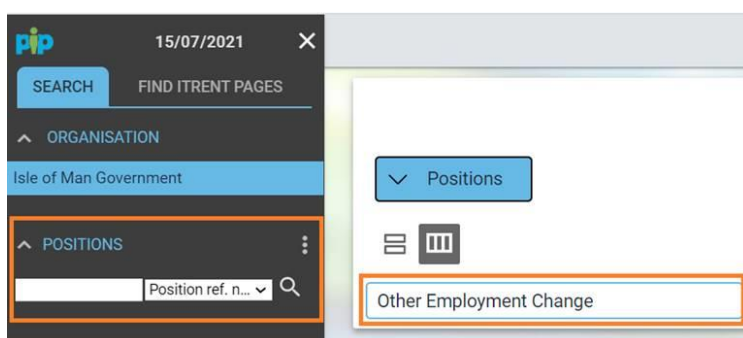 pip 15/07/2021
SEARCH FIND ITRENT PAGES
ORGANISATION
Isle of Man Government
POSITIONS
Position ref. n...
Positions
Other Employment Change